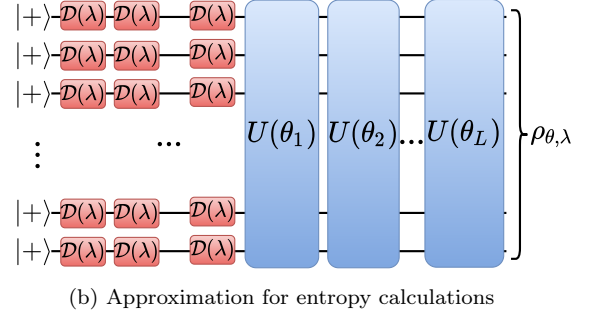 |+⟩ 𝒟(λ) 𝒟(λ) 𝒟(λ)
|+⟩ 𝒟(λ) 𝒟(λ) 𝒟(λ)
|+⟩ 𝒟(λ) 𝒟(λ) 𝒟(λ)
⋮ ... U(θ₁) U(θ₂) ... U(θ_L) ρ_{θ,λ}
|+⟩ 𝒟(λ) 𝒟(λ) 𝒟(λ)
|+⟩ 𝒟(λ) 𝒟(λ) 𝒟(λ)
(b) Approximation for entropy calculations